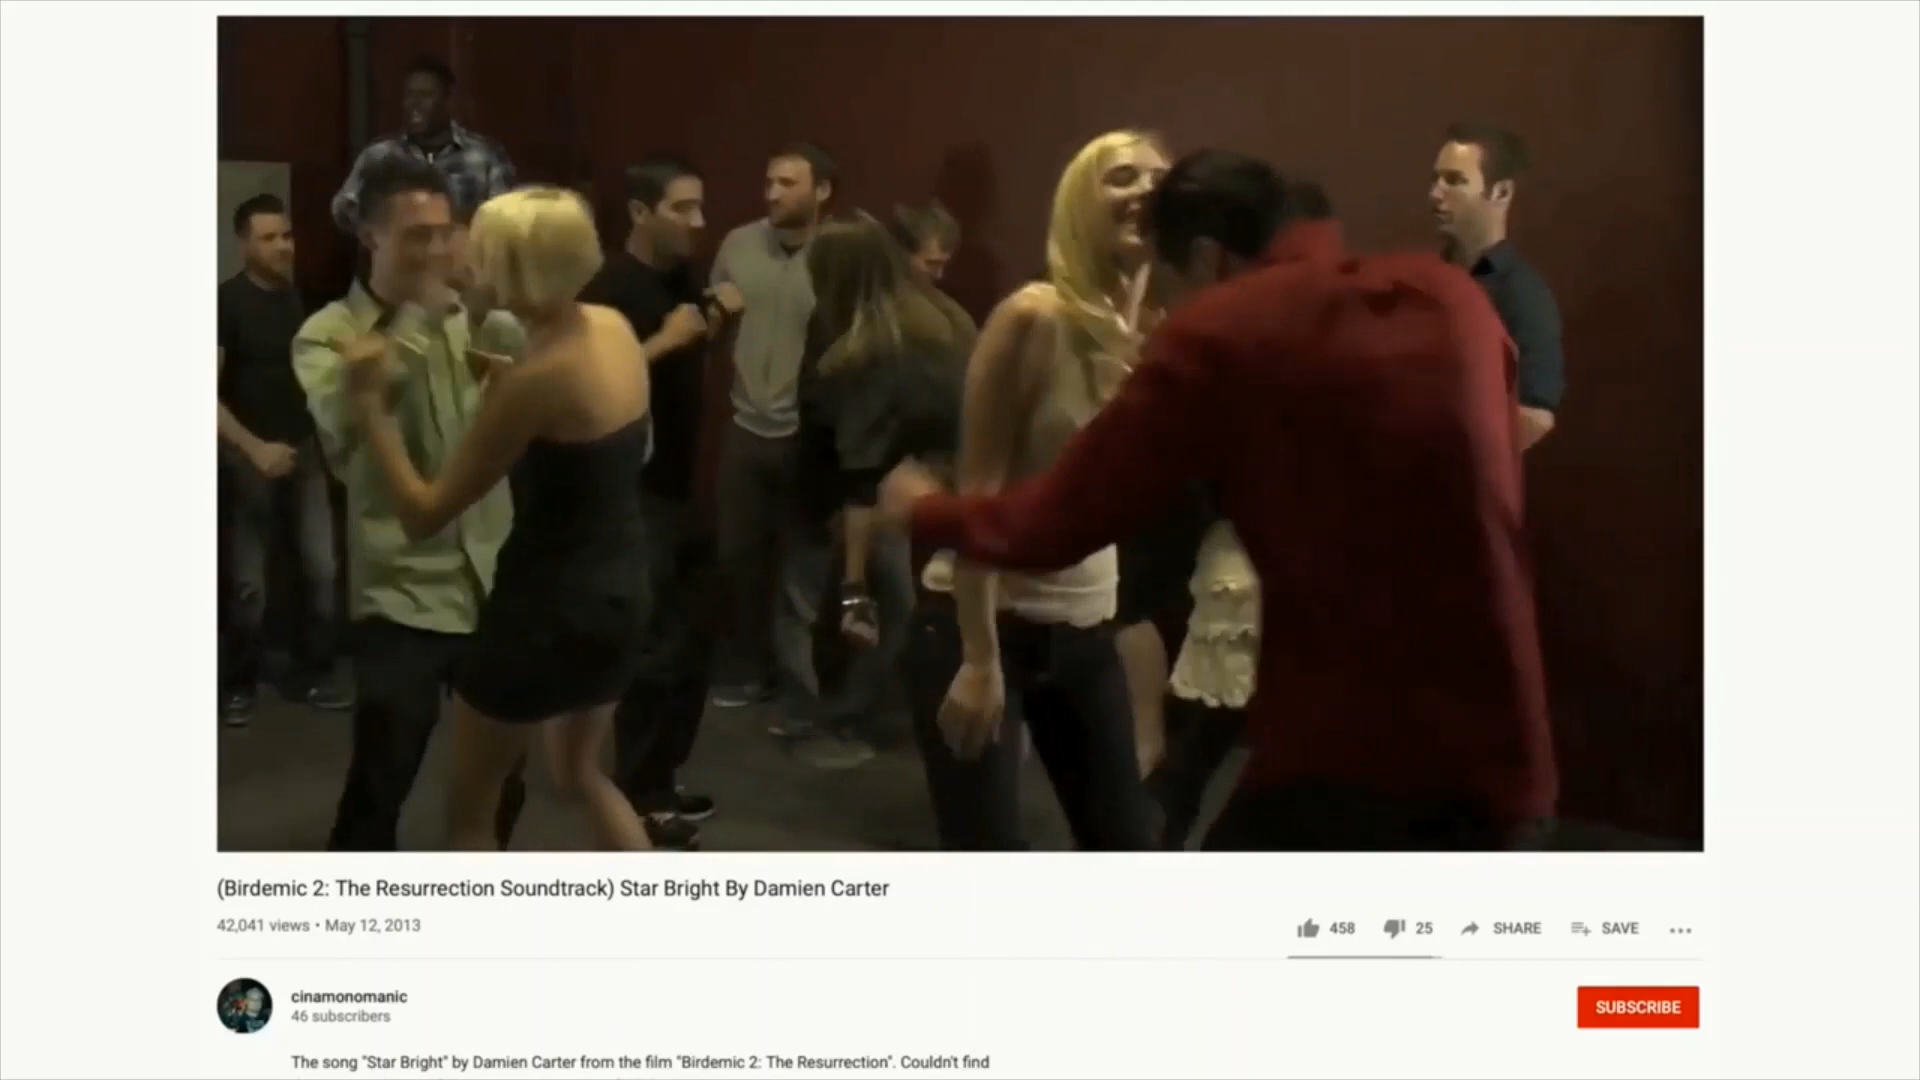 (Birdemic 2: The Resurrection Soundtrack) Star Bright By Damien Carter
42,041 views • May 12, 2013
458 25 SHARE SAVE
cinamonomanic
46 subscribers
SUBSCRIBE
The song "Star Bright" by Damien Carter from the film "Birdemic 2: The Resurrection". Couldn't find